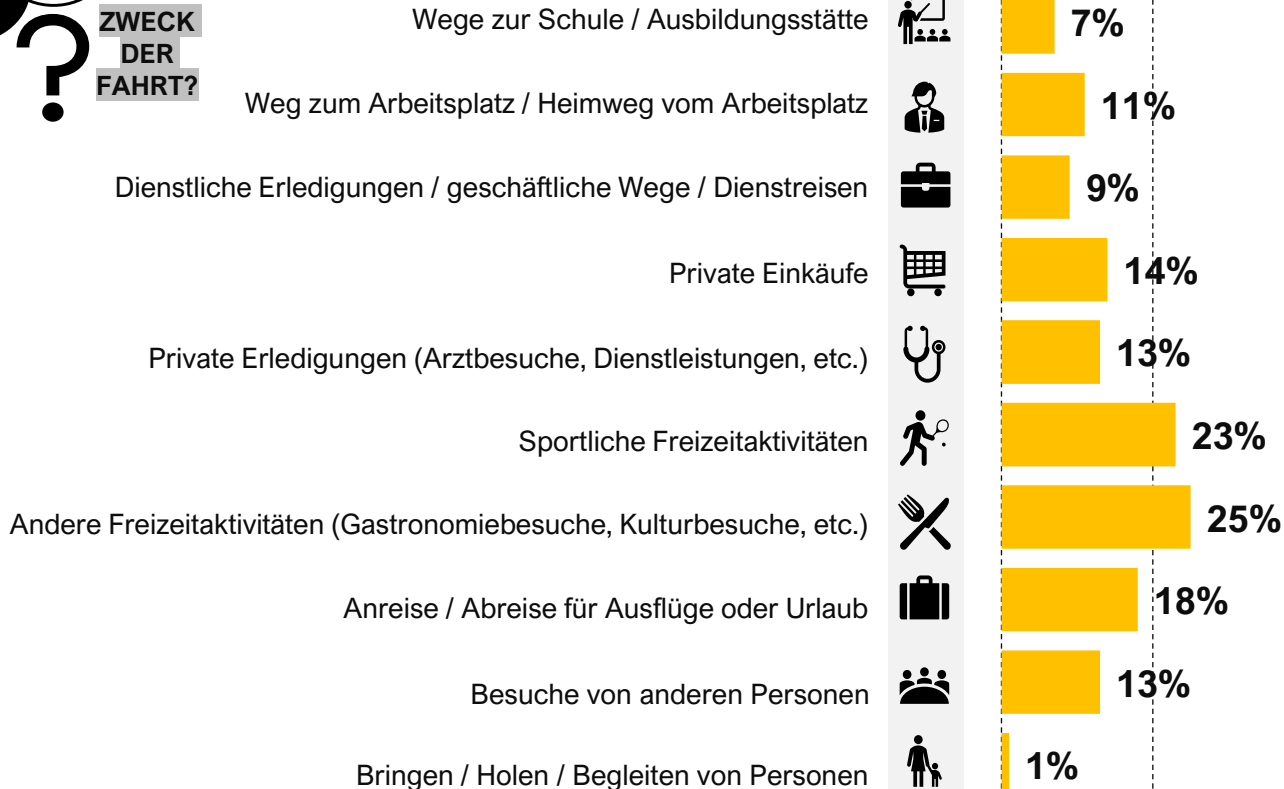 ?
ZWECK
DER
FAHRT?
Wege zur Schule / Ausbildungsstätte 7%
Weg zum Arbeitsplatz / Heimweg vom Arbeitsplatz 11%
Dienstliche Erledigungen / geschäftliche Wege / Dienstreisen 9%
Private Einkäufe 14%
Private Erledigungen (Arztbesuche, Dienstleistungen, etc.) 13%
Sportliche Freizeitaktivitäten 23%
Andere Freizeitaktivitäten (Gastronomiebesuche, Kulturbesuche, etc.) 25%
Anreise / Abreise für Ausflüge oder Urlaub 18%
Besuche von anderen Personen 13%
Bringen / Holen / Begleiten von Personen 1%